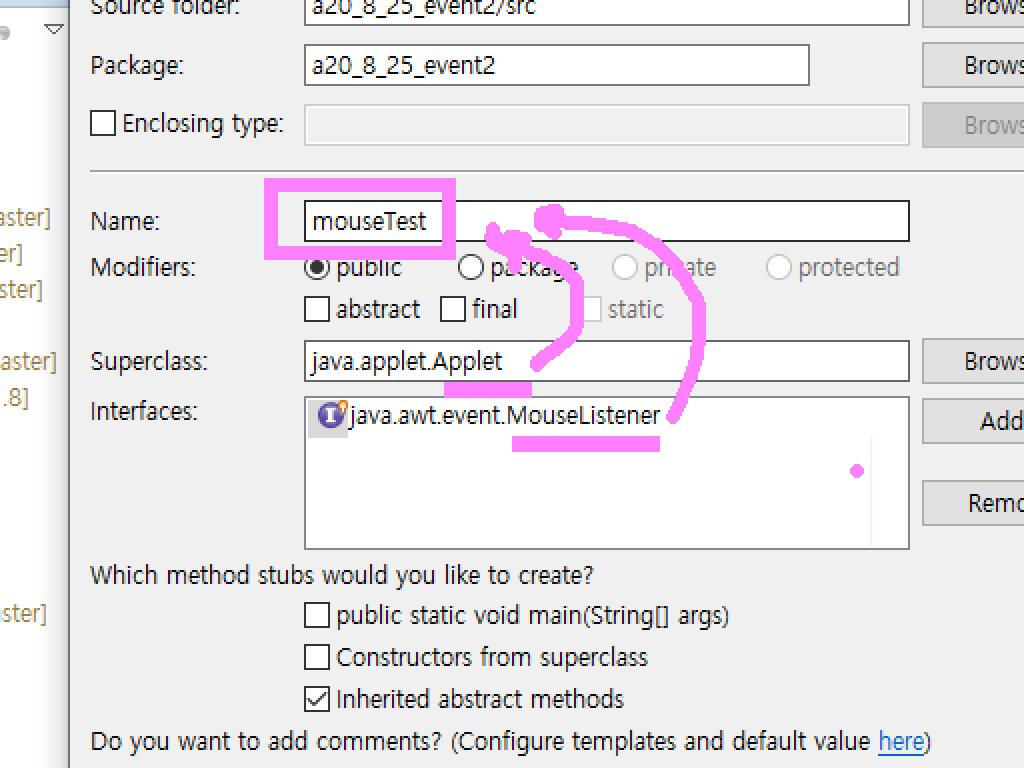 Source folder: a20_8_25_event2/src Brows
Package: a20_8_25_event2 Brows
Enclosing type: Brows
aster]
Name: mouseTest
er]
Modifiers: public package private protected
ster]
abstract final static
Superclass: java.applet.Applet Brows
aster]
.8]
Interfaces: java.awt.event.MouseListener Add
Remo
Which method stubs would you like to create?
ster]
public static void main(String[] args)
Constructors from superclass
Inherited abstract methods
Do you want to add comments? (Configure templates and default value here)